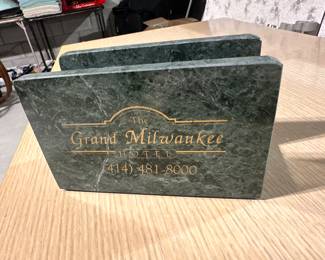 The
Grand Milwaukee
HOTEL
(414) 481-8000